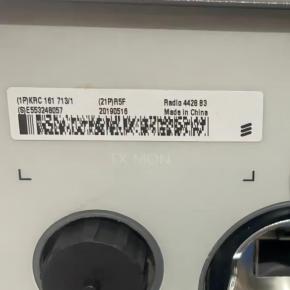 (1P)KRC 161 713/1 (21P)R5F Radio 4428 B3
(S)E553248057 20190516 Made in China
TX MON